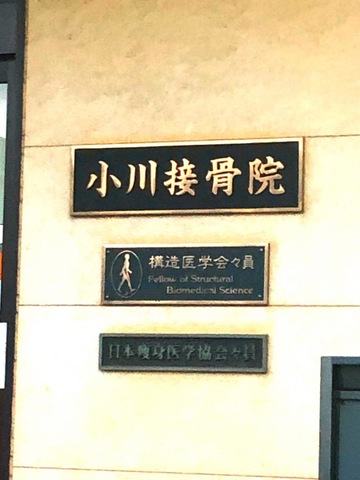 小川接骨院
構造医学会々員
Fellow of Structural
Biomedical Science
日本痩身医学協会々員